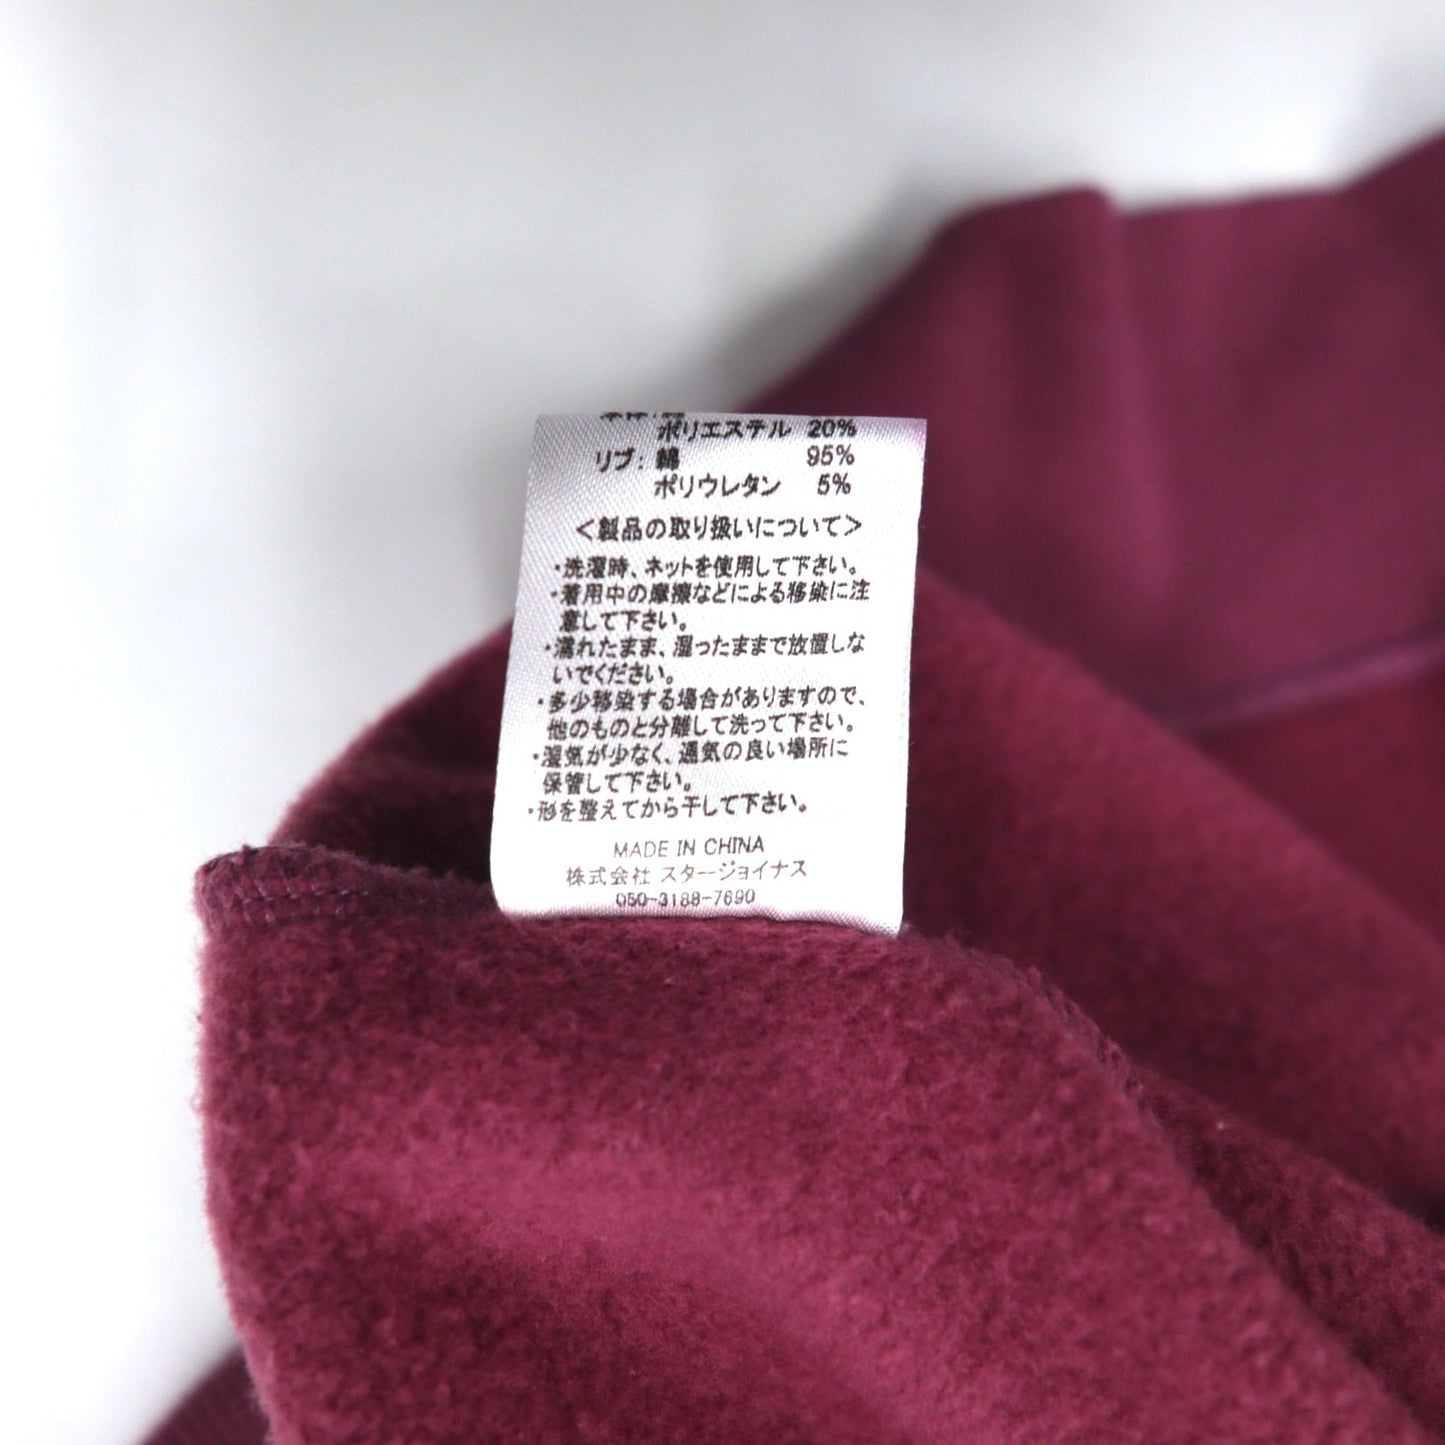 ポリエステル 20%
リブ: 綿 95%
ポリウレタン 5%
<製品の取り扱いについて>
・洗濯時、ネットを使用して下さい。
・着用中の摩擦などによる移染に注
意して下さい。
・濡れたまま、湿ったままで放置しな
いでください。
・多少移染する場合がありますので、
他のものと分離して洗って下さい。
・湿気が少なく、通気の良い場所に
保管して下さい。
・形を整えてから干して下さい。
MADE IN CHINA
株式会社 スタージョイナス
050-3188-7690